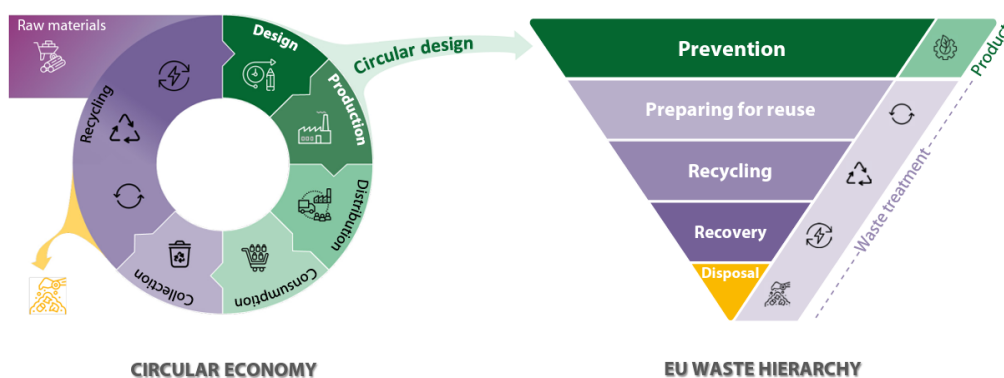 Raw materials
Design
Production
Distribution
Consumption
Collection
Recycling
Circular design
Prevention
Preparing for reuse
Recycling
Recovery
Disposal
Product
Waste treatment
CIRCULAR ECONOMY
EU WASTE HIERARCHY